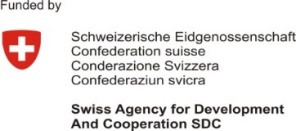 Funded by
Schweizerische Eidgenossenschaft
Confédération suisse
Confederazione Svizzera
Confederaziun svizra
Swiss Agency for Development
And Cooperation SDC